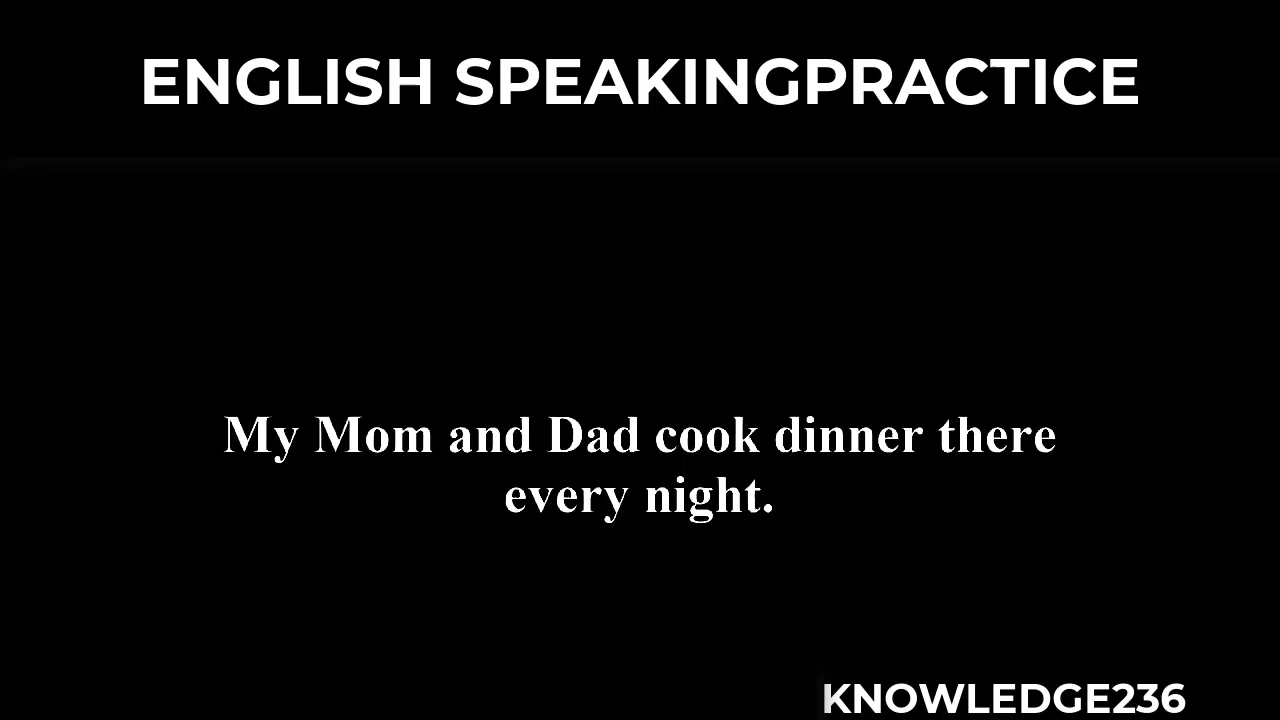 ENGLISH SPEAKINGPRACTICE
My Mom and Dad cook dinner there
every night.
KNOWLEDGE236